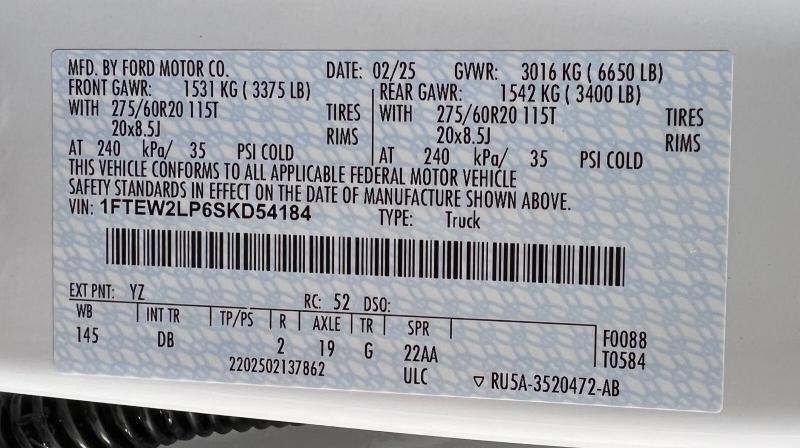 MFD. BY FORD MOTOR CO. DATE: 02/25 GVWR: 3016 KG ( 6650 LB)
FRONT GAWR: 1531 KG ( 3375 LB) REAR GAWR: 1542 KG ( 3400 LB)
WITH 275/60R20 115T TIRES WITH 275/60R20 115T TIRES
20x8.5J RIMS 20x8.5J RIMS
AT 240 kPa/ 35 PSI COLD AT 240 kPa/ 35 PSI COLD
THIS VEHICLE CONFORMS TO ALL APPLICABLE FEDERAL MOTOR VEHICLE
SAFETY STANDARDS IN EFFECT ON THE DATE OF MANUFACTURE SHOWN ABOVE.
VIN: 1FTEW2LP6SKD54184 TYPE: Truck
EXT PNT: YZ RC: 52 DSO:
WB INT TR TP/PS R AXLE TR SPR F0088
145 DB 2 19 G 22AA T0584
2202502137862 ULC ▽ RU5A-3520472-AB